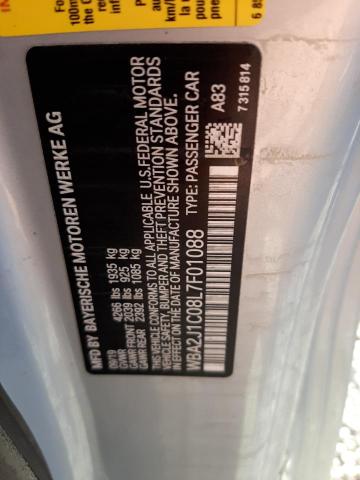 MFD BY BAYERISCHE MOTOREN WERKE AG
09/19
GVWR 4266 lbs 1935 kg
GAWR FRONT 2039 lbs 925 kg
GAWR REAR 2392 lbs 1085 kg
THIS VEHICLE CONFORMS TO ALL APPLICABLE U.S. FEDERAL MOTOR
VEHICLE SAFETY, BUMPER, AND THEFT PREVENTION STANDARDS
IN EFFECT ON THE DATE OF MANUFACTURE SHOWN ABOVE.
WBA2J1C08L7F01088 TYPE: PASSENGER CAR
A83
7 315 814